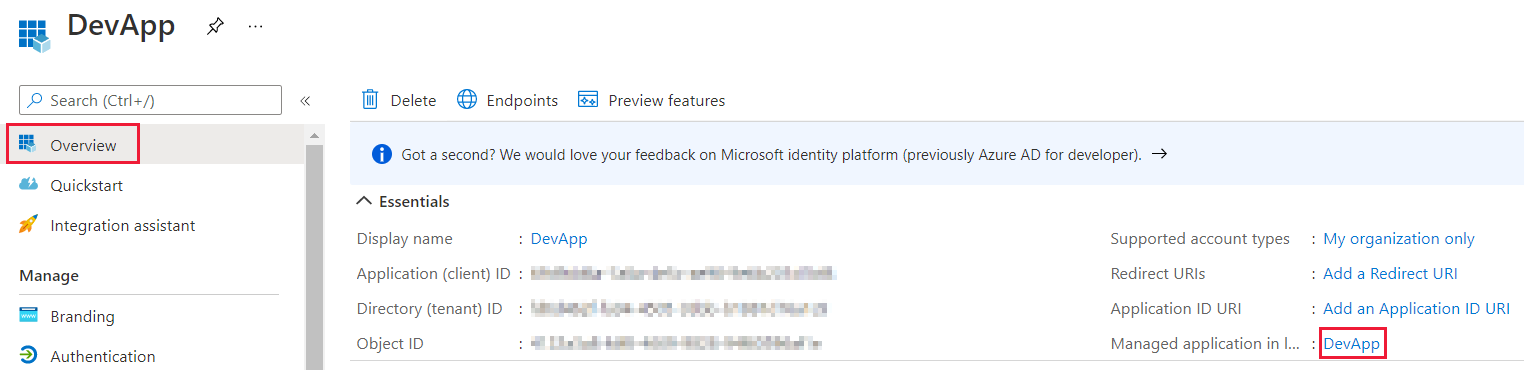 DevApp
Search (Ctrl+/)
Overview
Quickstart
Integration assistant
Manage
Branding
Authentication
Delete Endpoints Preview features
Got a second? We would love your feedback on Microsoft identity platform (previously Azure AD for developer).
Essentials
Display name : DevApp
Application (client) ID :
Directory (tenant) ID :
Object ID :
Supported account types : My organization only
Redirect URIs : Add a Redirect URI
Application ID URI : Add an Application ID URI
Managed application in l... : DevApp